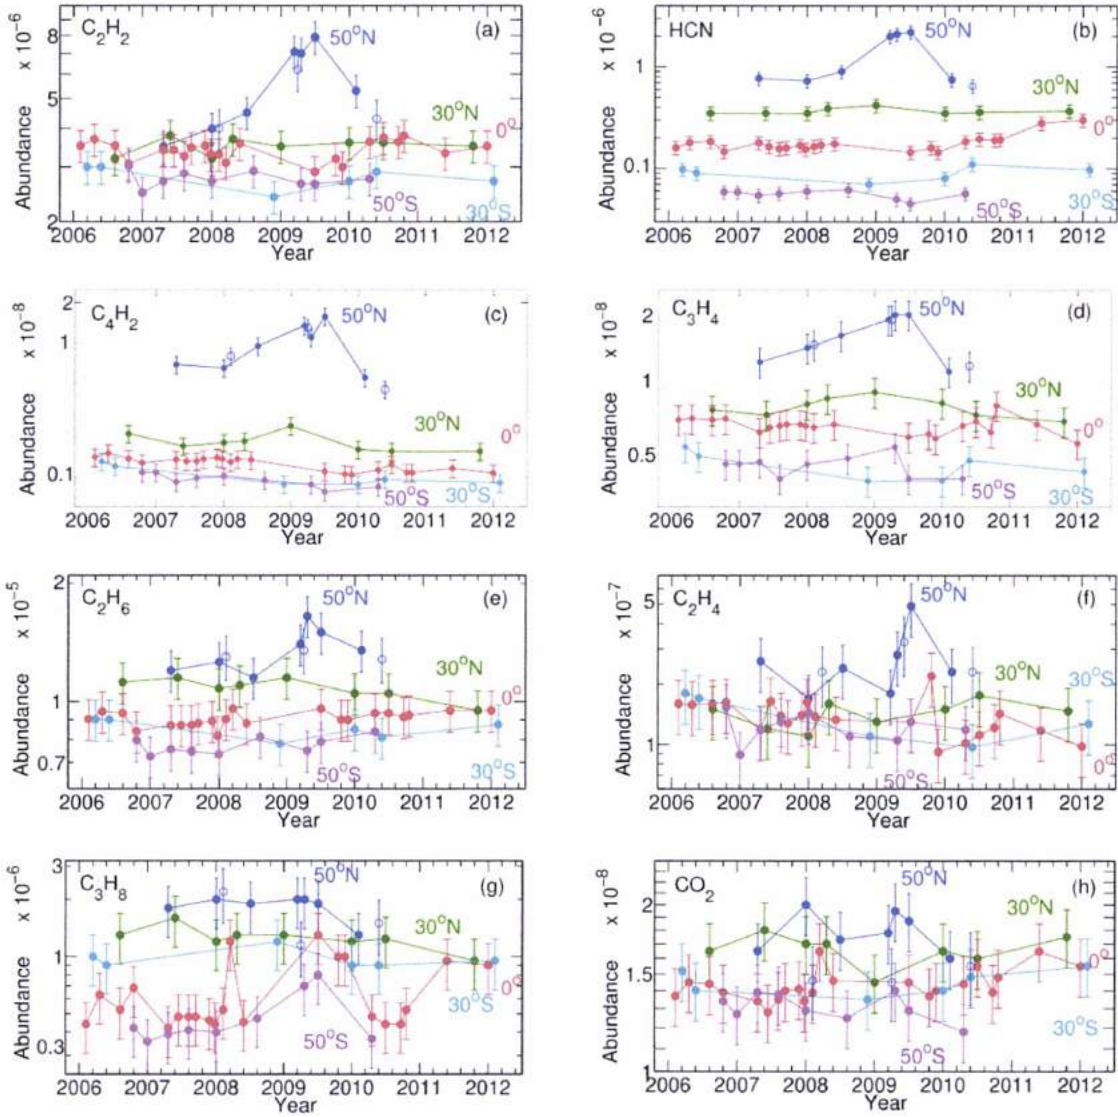 C2H2
(a)
50°N
30°N
0°
50°S
30°S
8
5
2
Abundance x 10⁻⁶
2006 2007 2008 2009 2010 2011 2012
Year
HCN
(b)
50°N
30°N
0°
30°S
50°S
1
0.1
Abundance x 10⁻⁶
2006 2007 2008 2009 2010 2011 2012
Year
C4H2
(c)
50°N
30°N
0°
30°S
50°S
2
1
0.1
Abundance x 10⁻⁸
2006 2007 2008 2009 2010 2011 2012
Year
C3H4
(d)
50°N
30°N
0°
30°S
50°S
2
1
0.5
Abundance x 10⁻⁸
2006 2007 2008 2009 2010 2011 2012
Year
C2H6
(e)
50°N
30°N
0°
30°S
50°S
2
1
0.7
Abundance x 10⁻⁵
2006 2007 2008 2009 2010 2011 2012
Year
C2H4
(f)
50°N
30°N
30°S
0°
50°S
5
1
Abundance x 10⁻⁷
2006 2007 2008 2009 2010 2011 2012
Year
C3H8
(g)
50°N
30°N
0°
30°S
50°S
3
1
0.3
Abundance x 10⁻⁶
2006 2007 2008 2009 2010 2011 2012
Year
CO2
(h)
50°N
30°N
0°
30°S
50°S
2
1.5
1
Abundance x 10⁻⁸
2006 2007 2008 2009 2010 2011 2012
Year